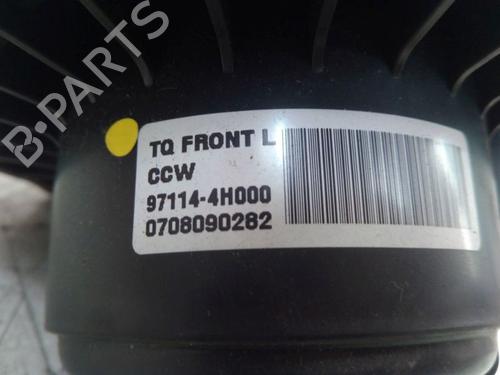 B-PARTS
TQ FRONT L
CCW
97114-4H000
0708090282